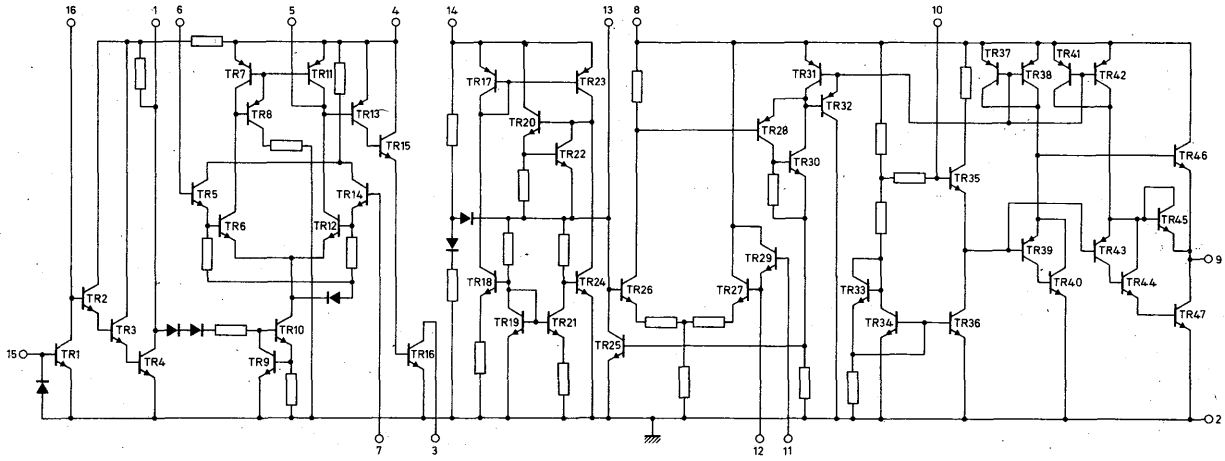 16 1 6 5 4 14 13 8 10
TR7 TR11 TR17 TR23 TR31 TR37 TR38 TR41 TR42
TR8 TR13 TR20 TR28 TR32
TR15 TR22 TR30 TR46
TR5 TR14 TR35
TR6 TR12 TR45
TR29 TR39 TR43 9
TR2 TR18 TR24 TR26 TR27 TR33 TR40 TR44
TR3 TR10 TR19 TR21 TR34 TR36 TR47
15 TR1 TR4 TR9 TR16 TR25
2
7 3 12 11